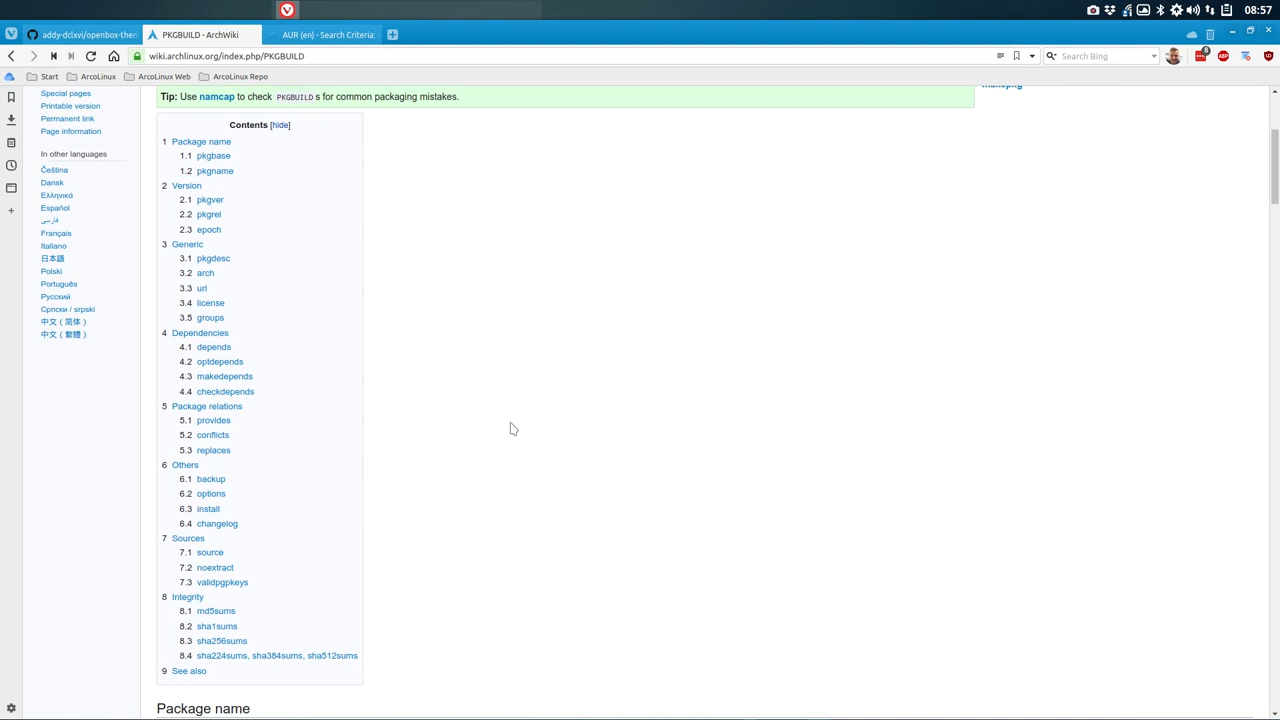 08:57
addy-dclxvi/openbox-then
PKGBUILD - ArchWiki
AUR (en) - Search Criteria:
wiki.archlinux.org/index.php/PKGBUILD
Search Bing
8
ABP
Start
ArcoLinux
ArcoLinux Web
ArcoLinux Repo
Special pages
Printable version
Permanent link
Page information
In other languages
Čeština
Dansk
Ελληνικά
Español
فارسی
Français
Italiano
日本語
Polski
Português
Русский
Српски / srpski
中文（简体）
中文（繁體）
Tip: Use namcap to check PKGBUILD s for common packaging mistakes.
makepkg
Contents [hide]
1 Package name
1.1 pkgbase
1.2 pkgname
2 Version
2.1 pkgver
2.2 pkgrel
2.3 epoch
3 Generic
3.1 pkgdesc
3.2 arch
3.3 url
3.4 license
3.5 groups
4 Dependencies
4.1 depends
4.2 optdepends
4.3 makedepends
4.4 checkdepends
5 Package relations
5.1 provides
5.2 conflicts
5.3 replaces
6 Others
6.1 backup
6.2 options
6.3 install
6.4 changelog
7 Sources
7.1 source
7.2 noextract
7.3 validpgpkeys
8 Integrity
8.1 md5sums
8.2 sha1sums
8.3 sha256sums
8.4 sha224sums, sha384sums, sha512sums
9 See also
Package name